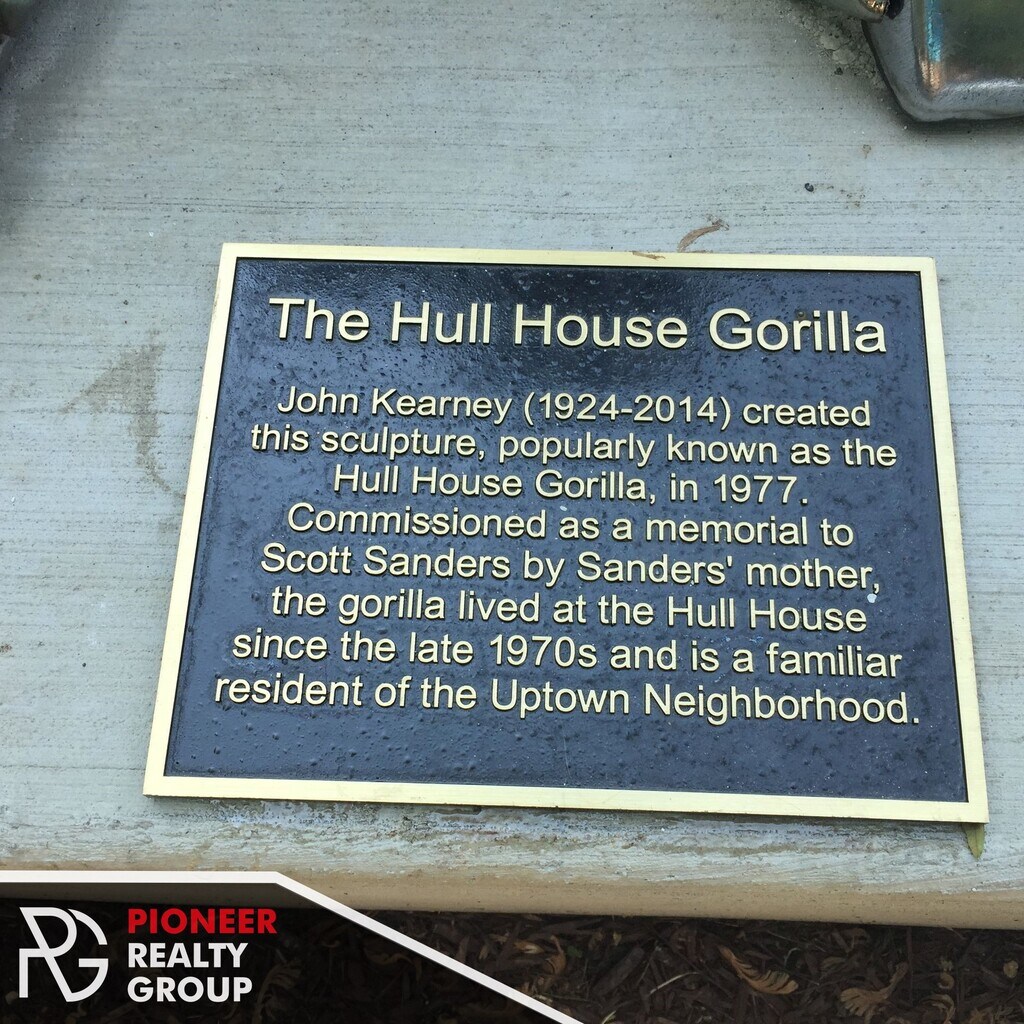 The Hull House Gorilla
John Kearney (1924-2014) created
this sculpture, popularly known as the
Hull House Gorilla, in 1977.
Commissioned as a memorial to
Scott Sanders by Sanders' mother,
the gorilla lived at the Hull House
since the late 1970s and is a familiar
resident of the Uptown Neighborhood.
RG
PIONEER
REALTY
GROUP